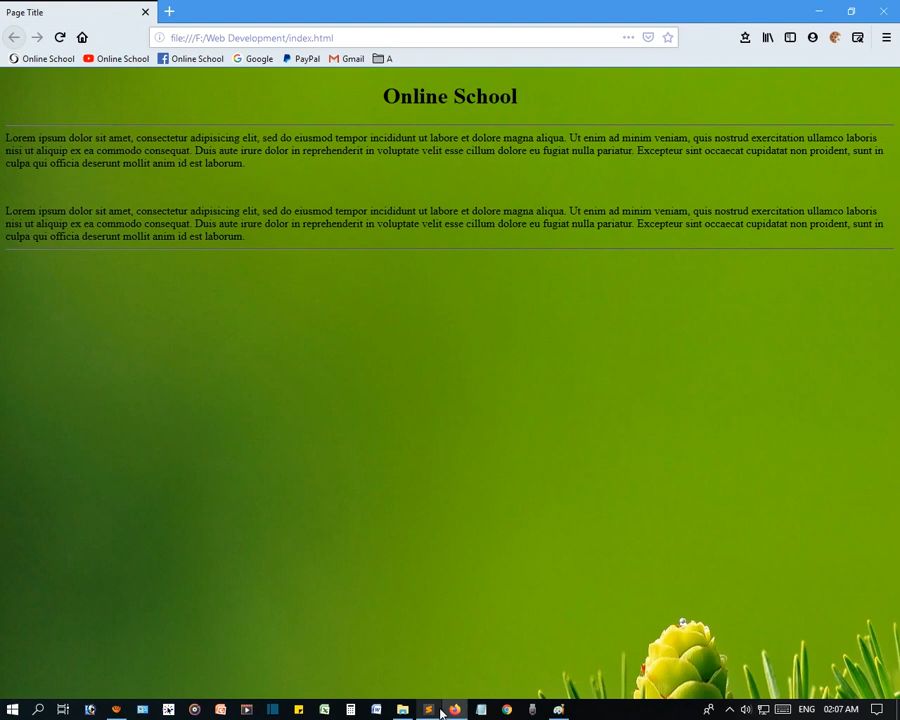 Page Title
file:///F:/Web Development/index.html
Online School Online School Online School Google PayPal Gmail A
Online School
Lorem ipsum dolor sit amet, consectetur adipisicing elit, sed do eiusmod tempor incididunt ut labore et dolore magna aliqua. Ut enim ad minim veniam, quis nostrud exercitation ullamco laboris
nisi ut aliquip ex ea commodo consequat. Duis aute irure dolor in reprehenderit in voluptate velit esse cillum dolore eu fugiat nulla pariatur. Excepteur sint occaecat cupidatat non proident, sunt in
culpa qui officia deserunt mollit anim id est laborum.
Lorem ipsum dolor sit amet, consectetur adipisicing elit, sed do eiusmod tempor incididunt ut labore et dolore magna aliqua. Ut enim ad minim veniam, quis nostrud exercitation ullamco laboris
nisi ut aliquip ex ea commodo consequat. Duis aute irure dolor in reprehenderit in voluptate velit esse cillum dolore eu fugiat nulla pariatur. Excepteur sint occaecat cupidatat non proident, sunt in
culpa qui officia deserunt mollit anim id est laborum.
ENG 02:07 AM